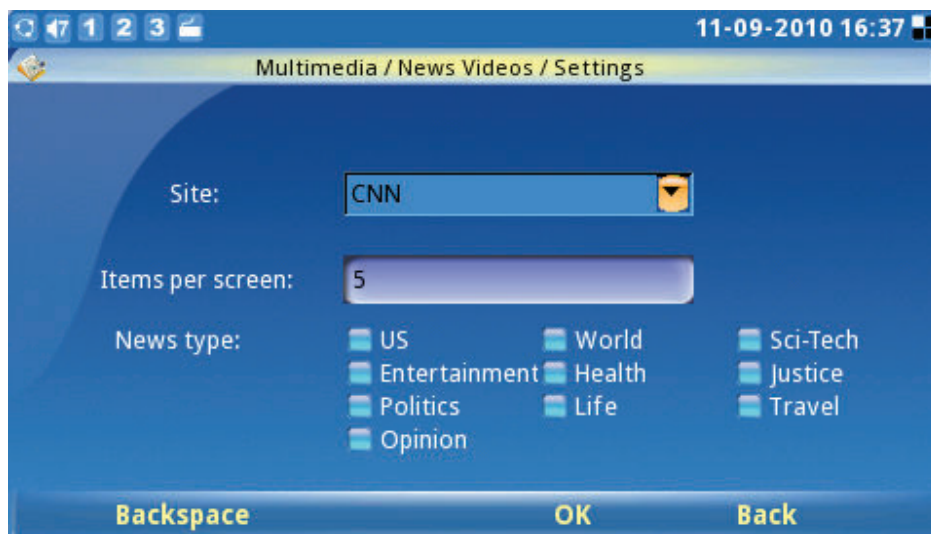 47 1 2 3 11-09-2010 16:37
Multimedia / News Videos / Settings
Site: CNN
Items per screen: 5
News type: US World Sci-Tech
Entertainment Health Justice
Politics Life Travel
Opinion
Backspace OK Back